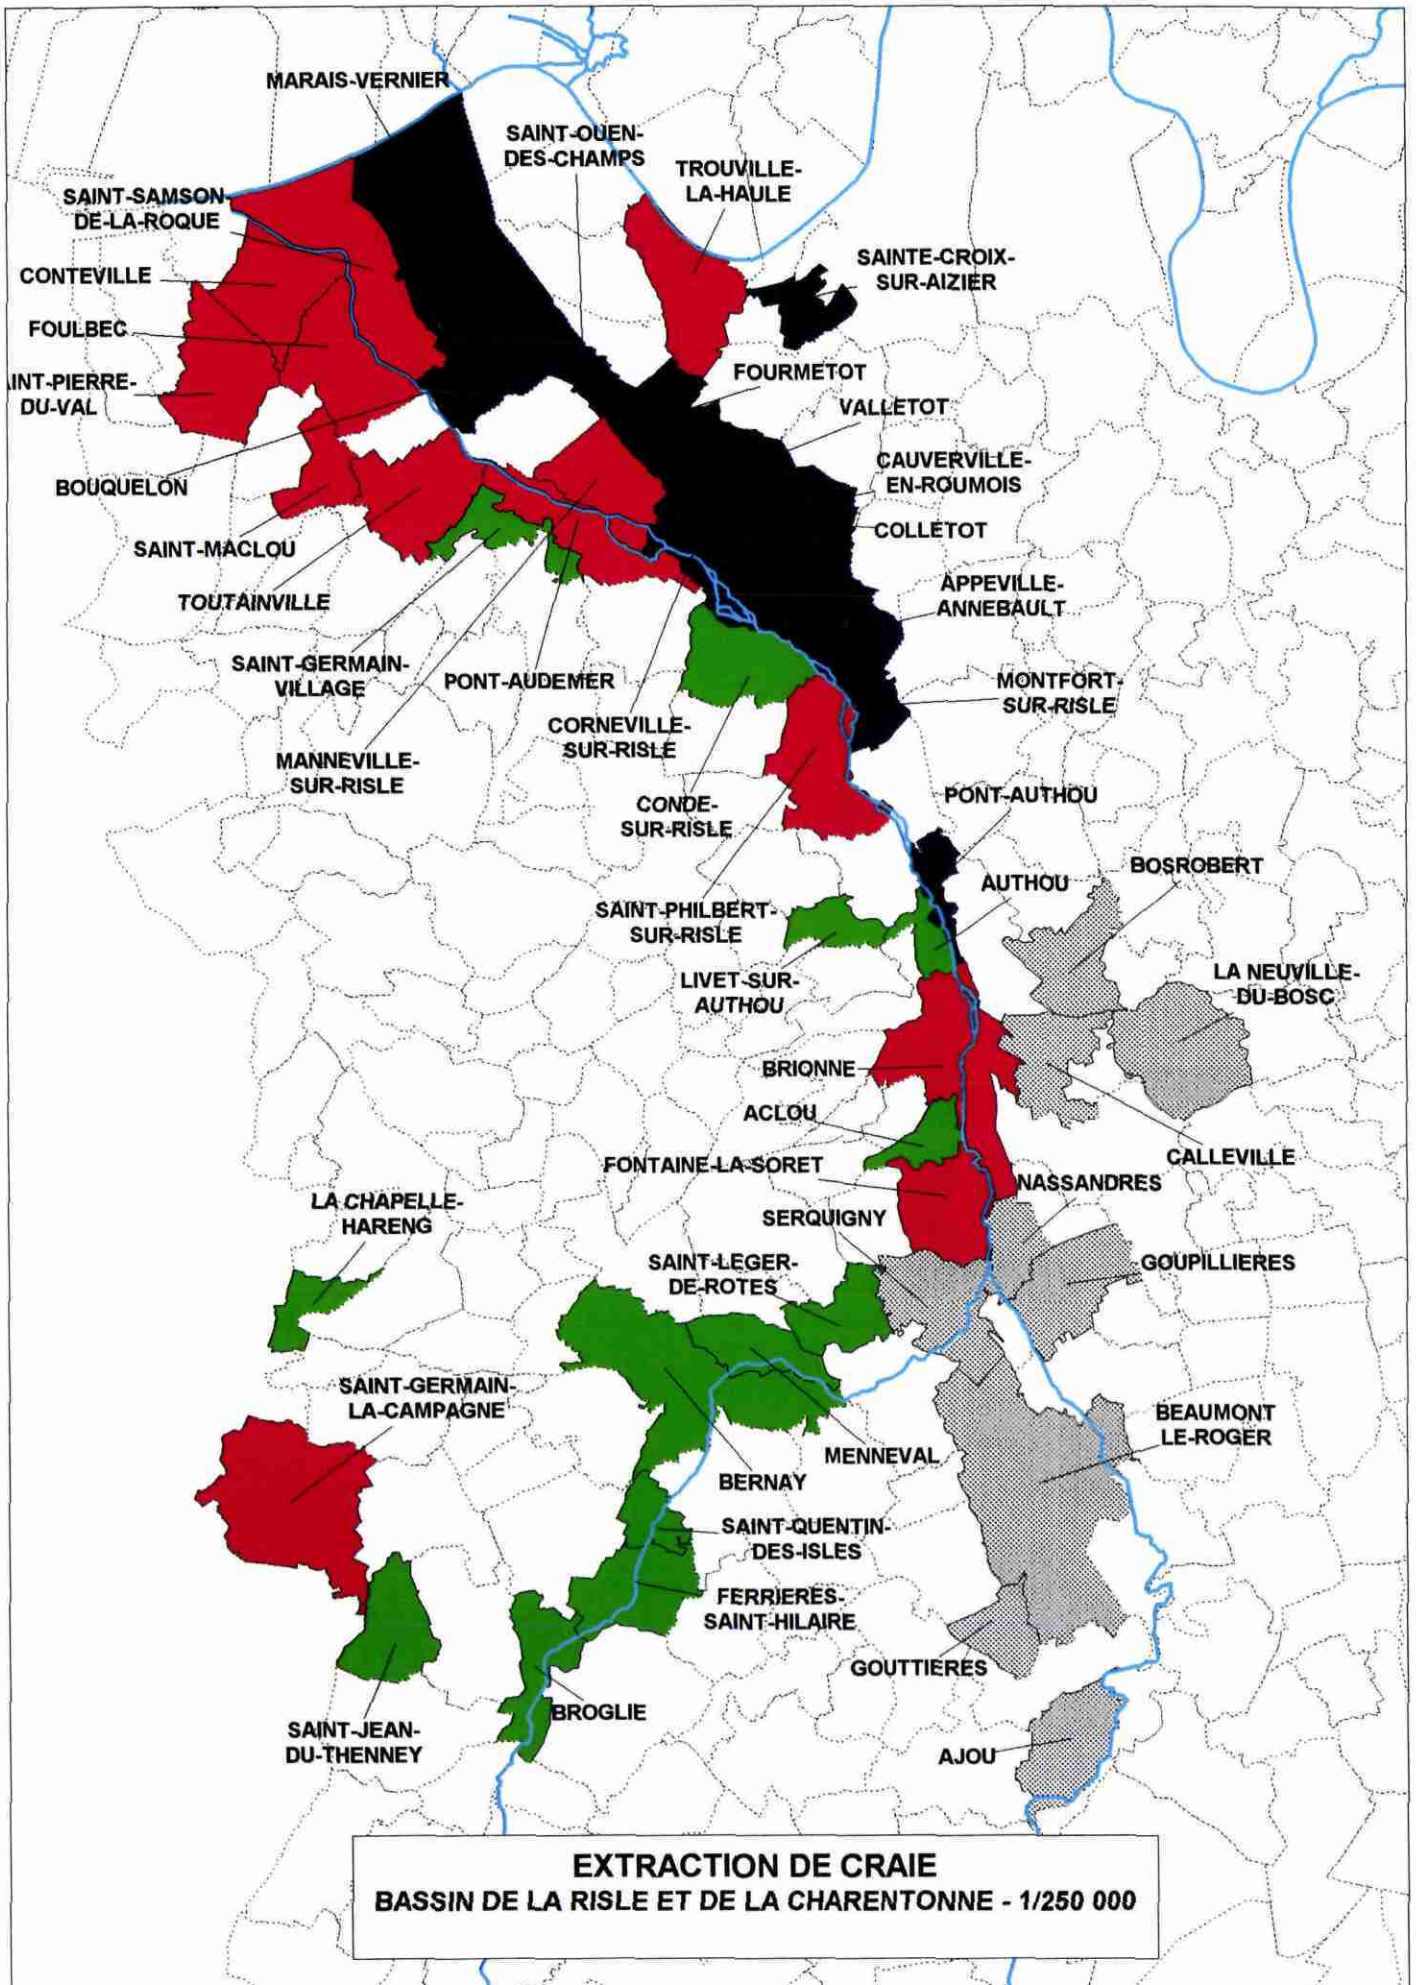 MARAIS-VERNIER
SAINT-OUEN-
DES-CHAMPS
TROUVILLE-
LA-HAULE
SAINT-SAMSON-
DE-LA-ROQUE
SAINTE-CROIX-
SUR-AIZIER
CONTEVILLE
FOULBEC
FOURMETOT
INT-PIERRE-
DU-VAL
VALLETOT
CAUVERVILLE-
EN-ROUMOIS
BOUQUELON
COLLETOT
SAINT-MACLOU
APPEVILLE-
ANNEBAULT
TOUTAINVILLE
SAINT-GERMAIN-
VILLAGE
PONT-AUDEMER
MONTFORT-
SUR-RISLE
CORNEVILLE-
SUR-RISLE
MANNEVILLE-
SUR-RISLE
CONDE-
SUR-RISLE
PONT-AUTHOU
BOSROBERT
AUTHOU
SAINT-PHILBERT-
SUR-RISLE
LIVET-SUR-
AUTHOU
LA NEUVILLE-
DU-BOSC
BRIONNE
ACLOU
CALLEVILLE
FONTAINE-LA-SORET
NASSANDRES
LA CHAPELLE-
HARENG
SERQUIGNY
SAINT-LEGER-
DE-ROTES
GOUPILLIERES
SAINT-GERMAIN-
LA-CAMPAGNE
BEAUMONT
LE-ROGER
MENNEVAL
BERNAY
SAINT-QUENTIN-
DES-ISLES
FERRIERES-
SAINT-HILAIRE
GOUTTIERES
BROGLIE
SAINT-JEAN-
DU-THENNEY
AJOU
EXTRACTION DE CRAIE
BASSIN DE LA RISLE ET DE LA CHARENTONNE - 1/250 000